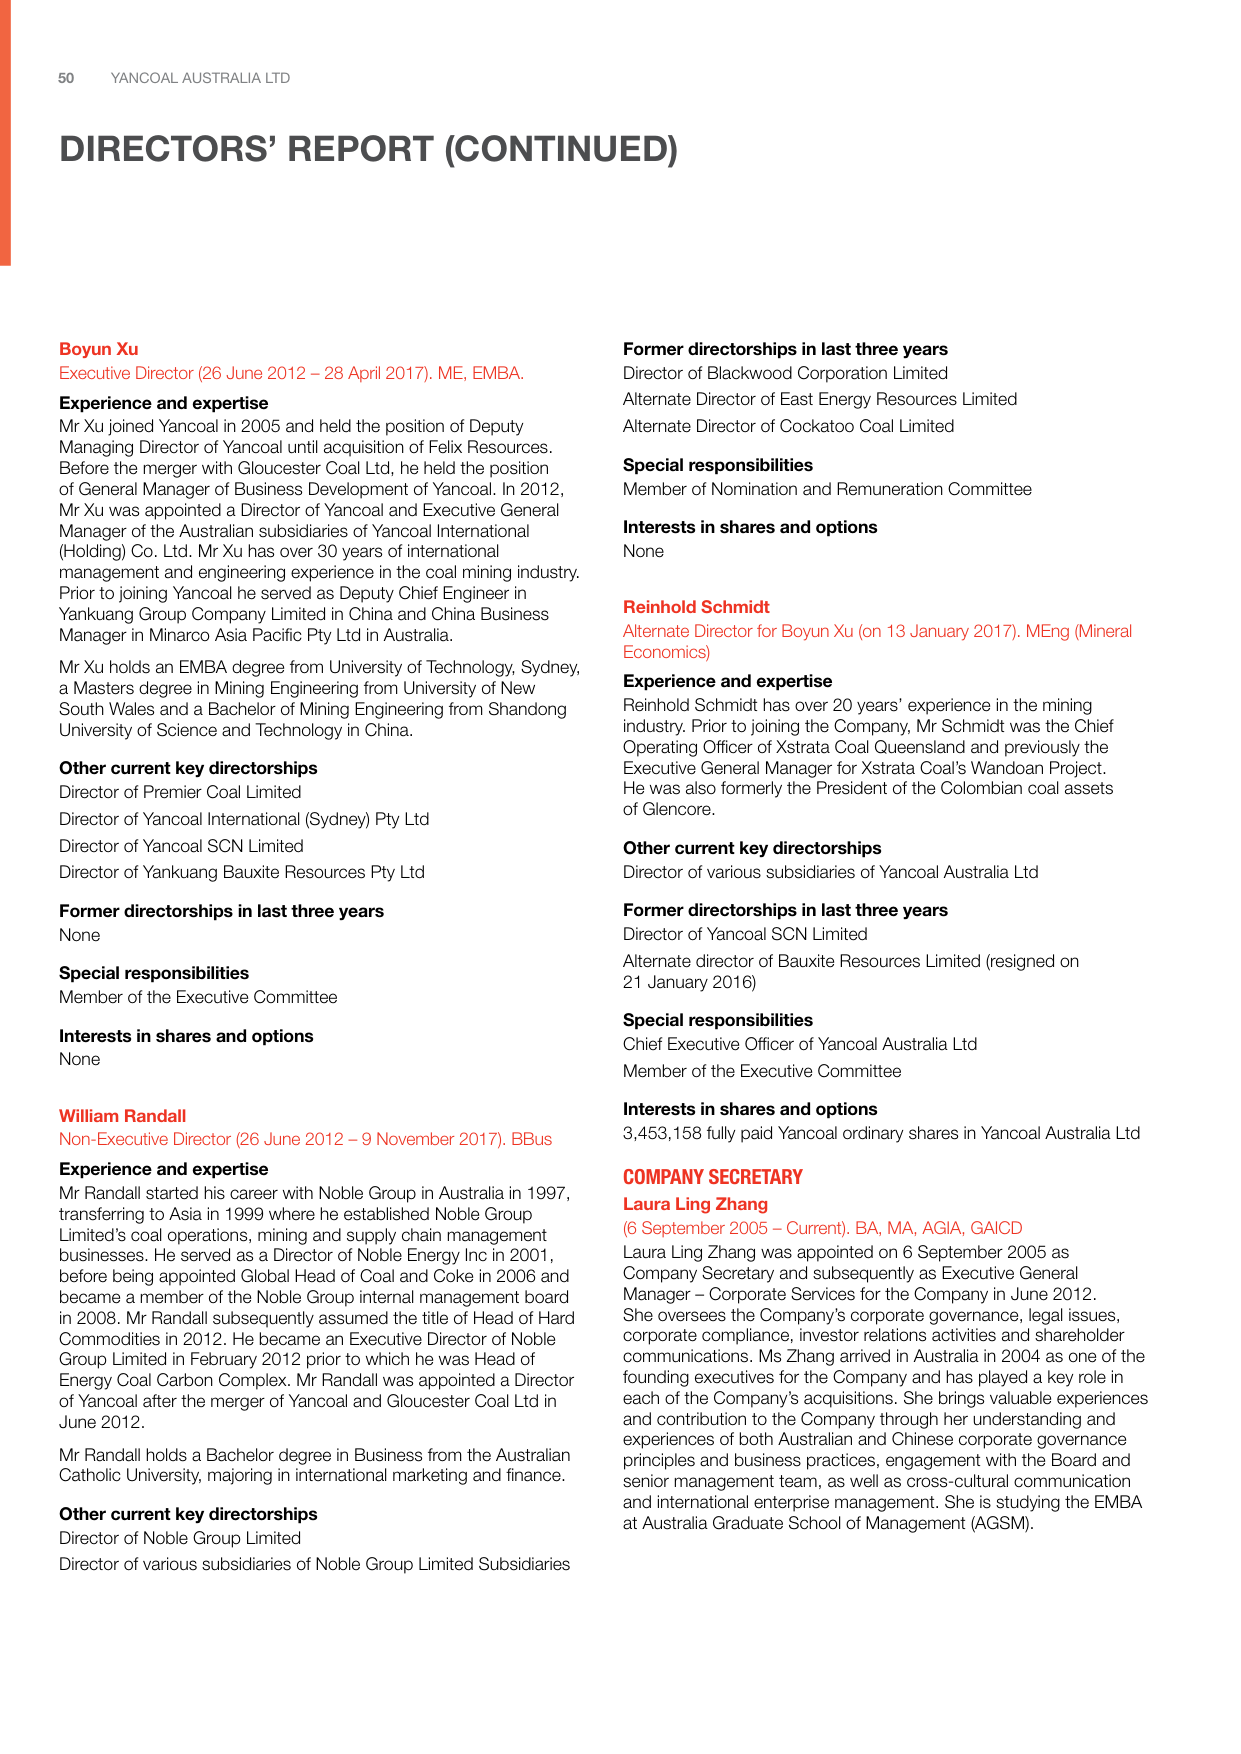 50 YANCOAL AUSTRALIA LTD
DIRECTORS’ REPORT (CONTINUED)
Boyun Xu
Executive Director (26 June 2012 – 28 April 2017). ME, EMBA.
Experience and expertise
Mr Xu joined Yancoal in 2005 and held the position of Deputy
Managing Director of Yancoal until acquisition of Felix Resources.
Before the merger with Gloucester Coal Ltd, he held the position
of General Manager of Business Development of Yancoal. In 2012,
Mr Xu was appointed a Director of Yancoal and Executive General
Manager of the Australian subsidiaries of Yancoal International
(Holding) Co. Ltd. Mr Xu has over 30 years of international
management and engineering experience in the coal mining industry.
Prior to joining Yancoal he served as Deputy Chief Engineer in
Yankuang Group Company Limited in China and China Business
Manager in Minarco Asia Pacific Pty Ltd in Australia.
Mr Xu holds an EMBA degree from University of Technology, Sydney,
a Masters degree in Mining Engineering from University of New
South Wales and a Bachelor of Mining Engineering from Shandong
University of Science and Technology in China.
Other current key directorships
Director of Premier Coal Limited
Director of Yancoal International (Sydney) Pty Ltd
Director of Yancoal SCN Limited
Director of Yankuang Bauxite Resources Pty Ltd
Former directorships in last three years
None
Special responsibilities
Member of the Executive Committee
Interests in shares and options
None
William Randall
Non-Executive Director (26 June 2012 – 9 November 2017). BBus
Experience and expertise
Mr Randall started his career with Noble Group in Australia in 1997,
transferring to Asia in 1999 where he established Noble Group
Limited’s coal operations, mining and supply chain management
businesses. He served as a Director of Noble Energy Inc in 2001,
before being appointed Global Head of Coal and Coke in 2006 and
became a member of the Noble Group internal management board
in 2008. Mr Randall subsequently assumed the title of Head of Hard
Commodities in 2012. He became an Executive Director of Noble
Group Limited in February 2012 prior to which he was Head of
Energy Coal Carbon Complex. Mr Randall was appointed a Director
of Yancoal after the merger of Yancoal and Gloucester Coal Ltd in
June 2012.
Mr Randall holds a Bachelor degree in Business from the Australian
Catholic University, majoring in international marketing and finance.
Other current key directorships
Director of Noble Group Limited
Director of various subsidiaries of Noble Group Limited Subsidiaries
Former directorships in last three years
Director of Blackwood Corporation Limited
Alternate Director of East Energy Resources Limited
Alternate Director of Cockatoo Coal Limited
Special responsibilities
Member of Nomination and Remuneration Committee
Interests in shares and options
None
Reinhold Schmidt
Alternate Director for Boyun Xu (on 13 January 2017). MEng (Mineral
Economics)
Experience and expertise
Reinhold Schmidt has over 20 years’ experience in the mining
industry. Prior to joining the Company, Mr Schmidt was the Chief
Operating Officer of Xstrata Coal Queensland and previously the
Executive General Manager for Xstrata Coal’s Wandoan Project.
He was also formerly the President of the Colombian coal assets
of Glencore.
Other current key directorships
Director of various subsidiaries of Yancoal Australia Ltd
Former directorships in last three years
Director of Yancoal SCN Limited
Alternate director of Bauxite Resources Limited (resigned on
21 January 2016)
Special responsibilities
Chief Executive Officer of Yancoal Australia Ltd
Member of the Executive Committee
Interests in shares and options
3,453,158 fully paid Yancoal ordinary shares in Yancoal Australia Ltd
COMPANY SECRETARY
Laura Ling Zhang
(6 September 2005 – Current). BA, MA, AGIA, GAICD
Laura Ling Zhang was appointed on 6 September 2005 as
Company Secretary and subsequently as Executive General
Manager – Corporate Services for the Company in June 2012.
She oversees the Company’s corporate governance, legal issues,
corporate compliance, investor relations activities and shareholder
communications. Ms Zhang arrived in Australia in 2004 as one of the
founding executives for the Company and has played a key role in
each of the Company’s acquisitions. She brings valuable experiences
and contribution to the Company through her understanding and
experiences of both Australian and Chinese corporate governance
principles and business practices, engagement with the Board and
senior management team, as well as cross-cultural communication
and international enterprise management. She is studying the EMBA
at Australia Graduate School of Management (AGSM).